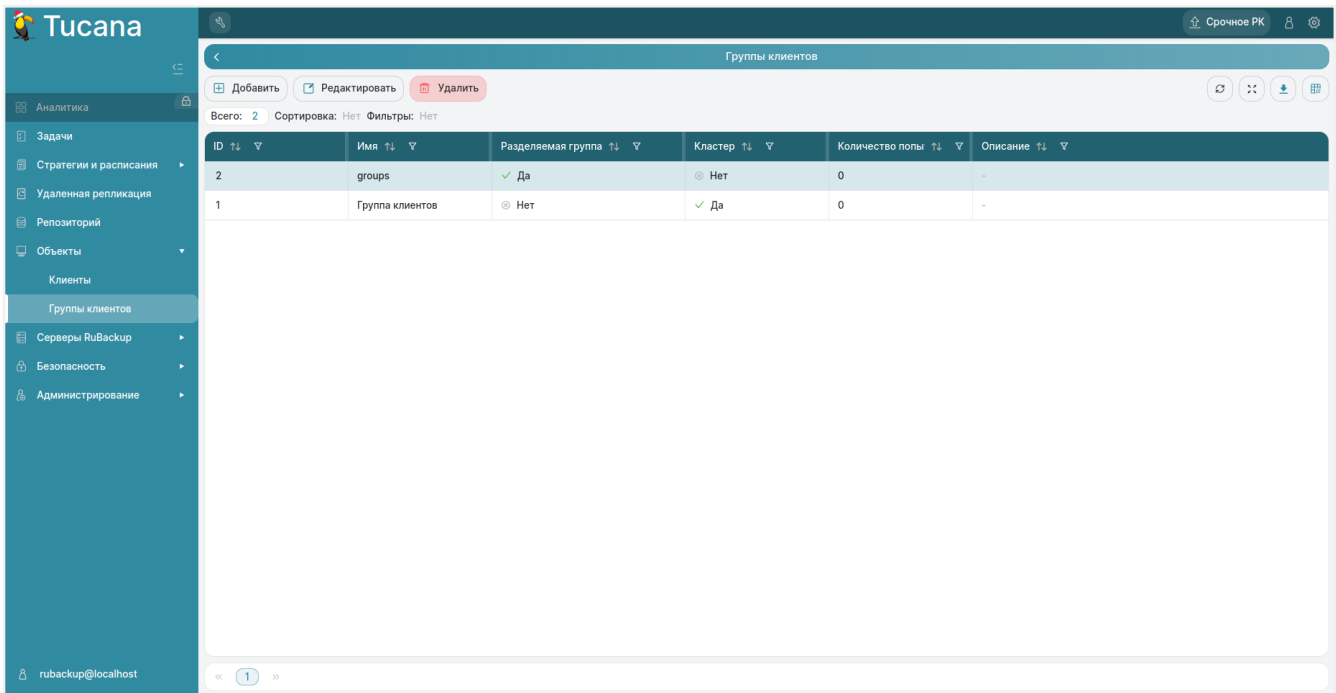 Tucana
Срочное РК
Группы клиентов
Добавить Редактировать Удалить
Всего: 2 Сортировка: Нет Фильтры: Нет
Аналитика
Задачи
Стратегии и расписания
Удаленная репликация
Репозиторий
Объекты
Клиенты
Группы клиентов
Серверы RuBackup
Безопасность
Администрирование
rubackup@localhost
ID Имя Разделяемая группа Кластер Количество попы Описание
2 groups Да Нет 0 -
1 Группа клиентов Нет Да 0 -
« 1 »